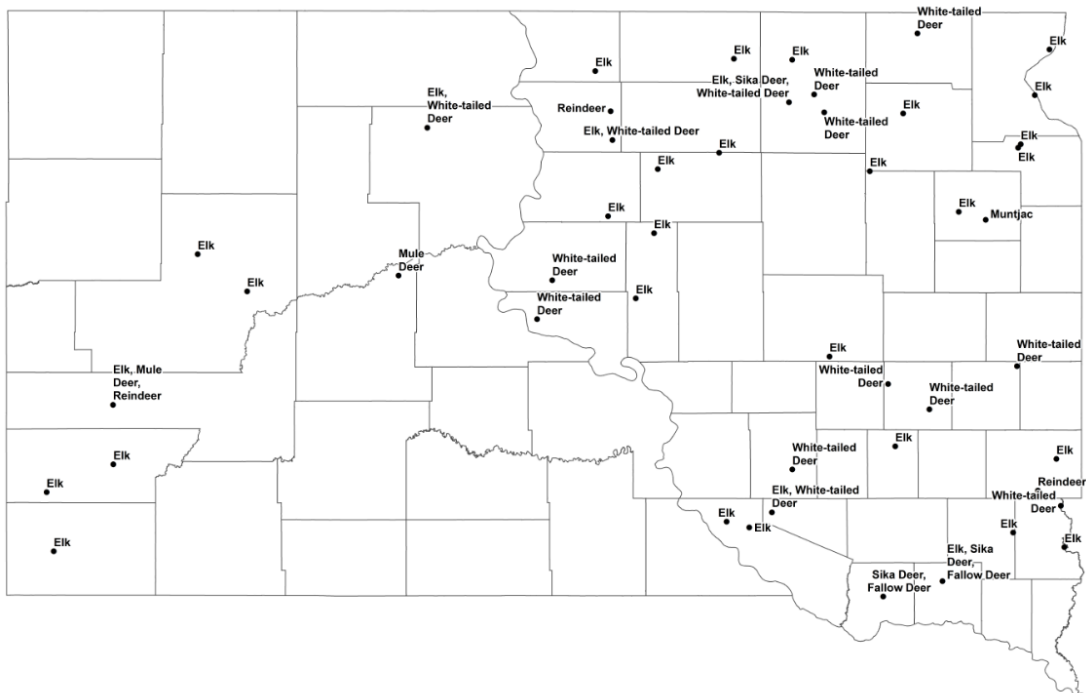 White-tailed
Deer
Elk
Elk
Elk
Elk
Elk, Sika Deer,
White-tailed Deer
White-tailed
Deer
Elk,
White-tailed
Deer
Elk
Reindeer
Elk
White-tailed
Deer
Elk, White-tailed Deer
Elk
Elk
Elk
Elk
Elk
Elk
Elk
Muntjac
Elk
Elk
Mule
Deer
White-tailed
Deer
Elk
White-tailed
Deer
Elk
White-tailed
Deer
Elk
Elk, Mule
Deer,
Reindeer
White-tailed
Deer
White-tailed
Deer
Elk
White-tailed
Deer
Elk
Elk
Elk
Reindeer
Elk, White-tailed
Deer
White-tailed
Deer
Elk
Elk
Elk
Elk
Elk
Elk, Sika
Deer,
Fallow Deer
Sika Deer,
Fallow Deer